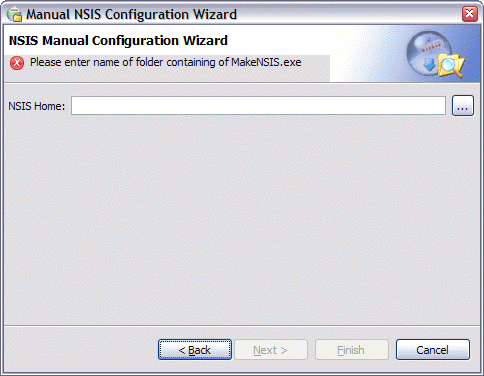 Manual NSIS Configuration Wizard
NSIS Manual Configuration Wizard
Please enter name of folder containing of MakeNSIS.exe
NSIS Home:
...
< Back
Next >
Finish
Cancel